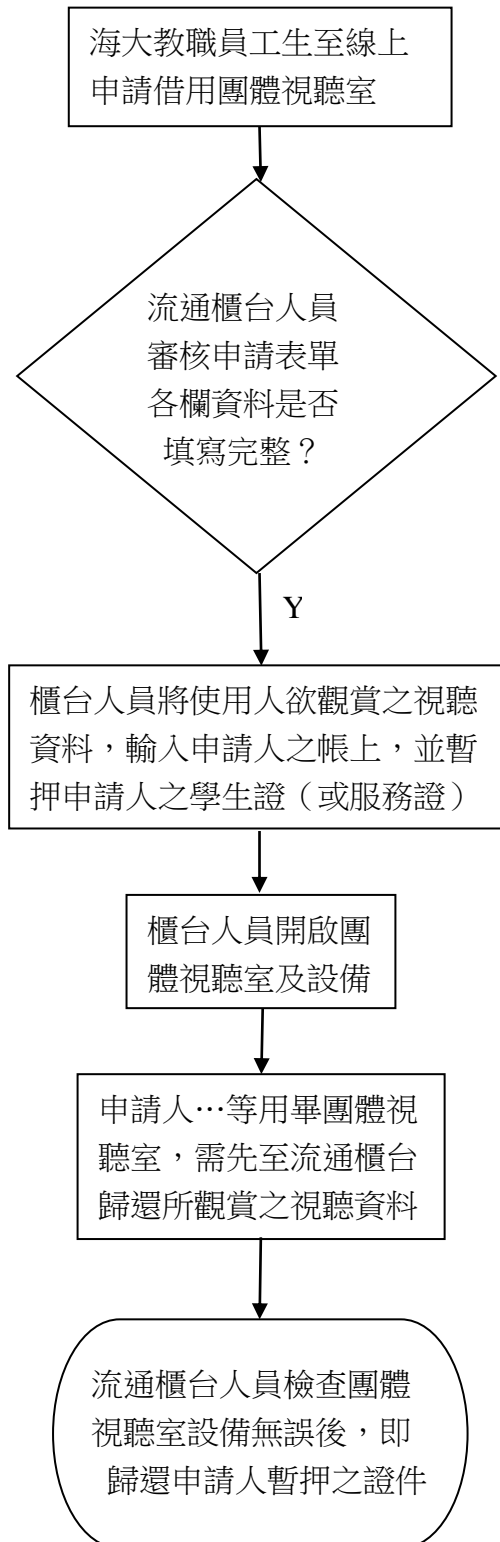 海大教職員工生至線上
申請借用團體視聽室
流通櫃台人員
審核申請表單
各欄資料是否
填寫完整？
Y
櫃台人員將使用人欲觀賞之視聽
資料，輸入申請人之帳上，並暫
押申請人之學生證（或服務證）
櫃台人員開啟團
體視聽室及設備
申請人…等用畢團體視
聽室，需先至流通櫃台
歸還所觀賞之視聽資料
流通櫃台人員檢查團體
視聽室設備無誤後，即
歸還申請人暫押之證件